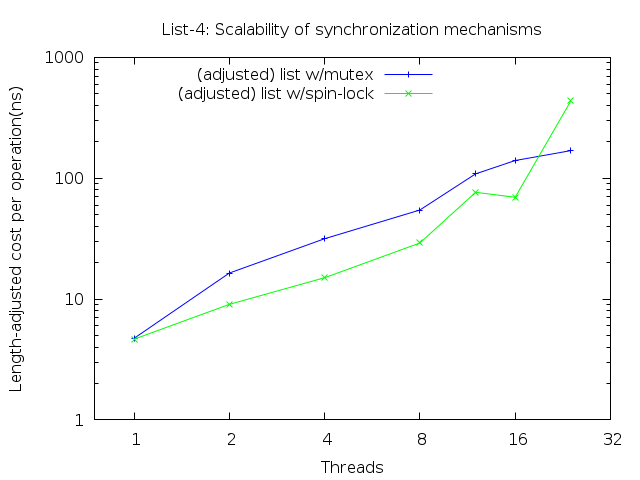 List-4: Scalability of synchronization mechanisms
1000
100
10
1
Length-adjusted cost per operation(ns)
(adjusted) list w/mutex
(adjusted) list w/spin-lock
1 2 4 8 16 32
Threads